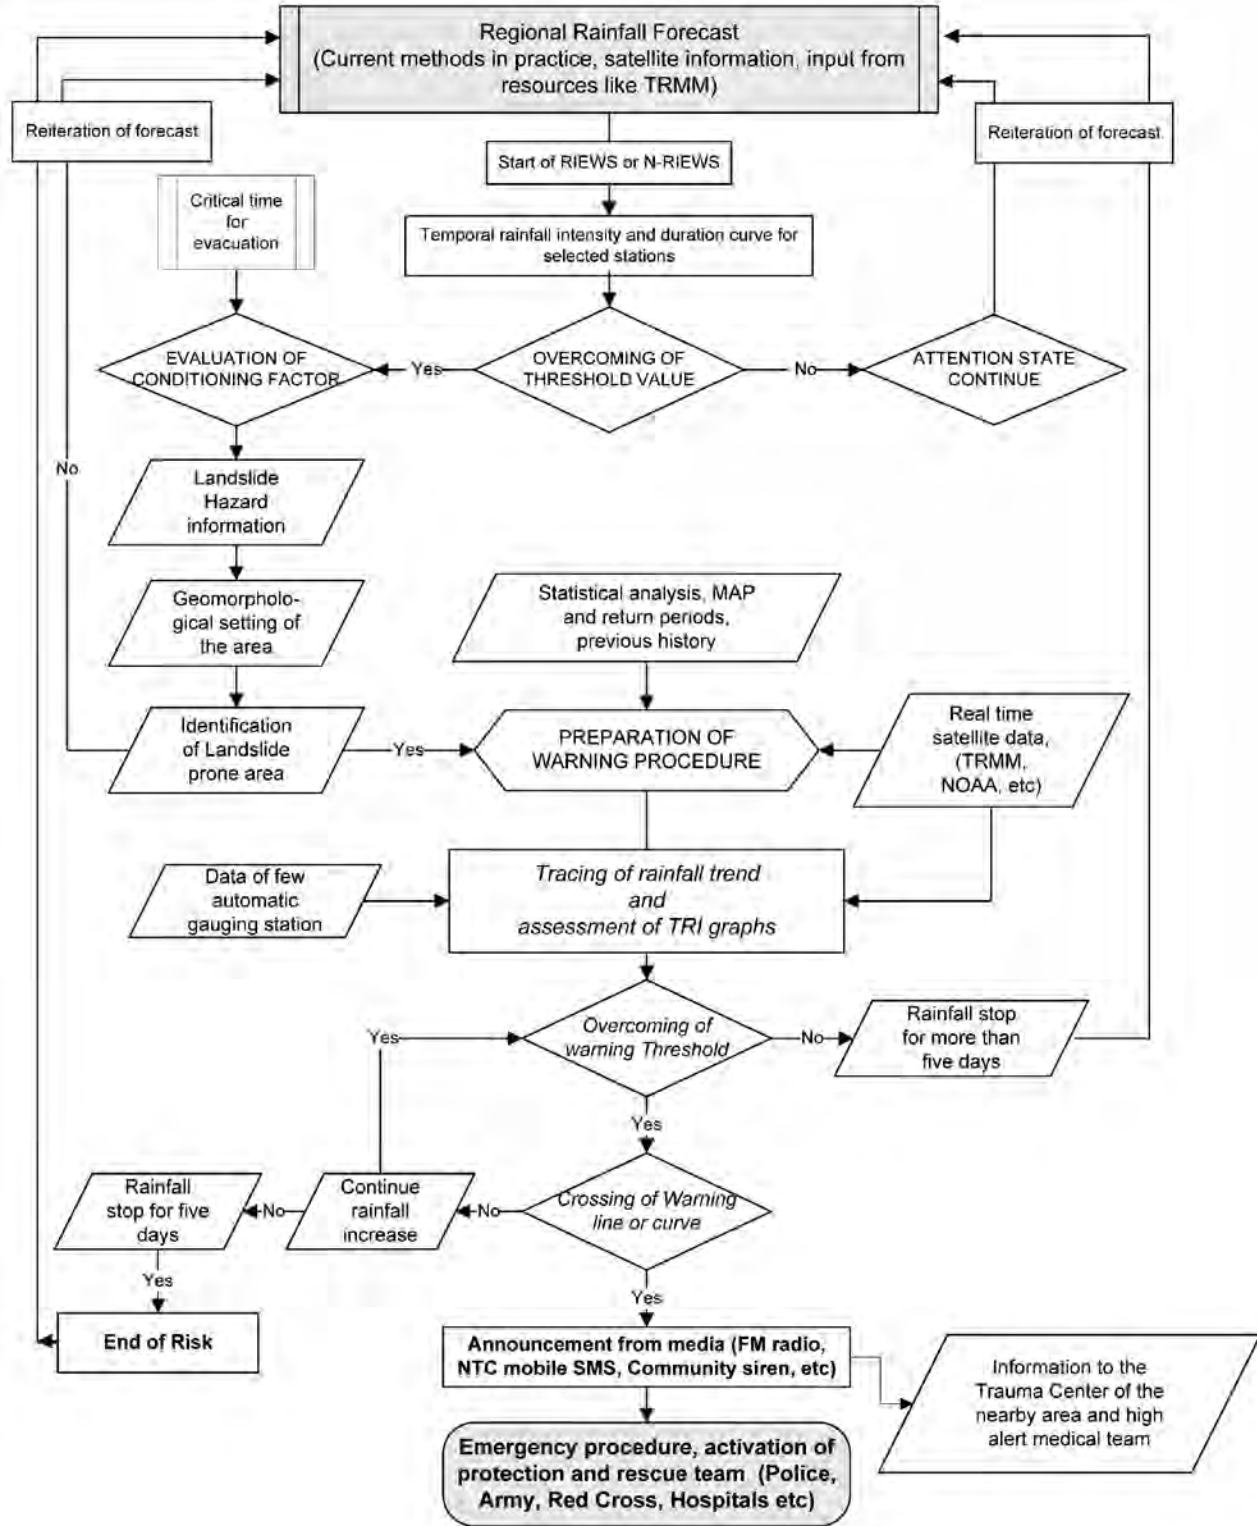 Regional Rainfall Forecast
(Current methods in practice, satellite information, input from
resources like TRMM)
Reiteration of forecast
Reiteration of forecast
Start of RIEWS or N-RIEWS
Critical time
for
evacuation
Temporal rainfall intensity and duration curve for
selected stations
EVALUATION OF
CONDITIONING FACTOR
Yes
OVERCOMING OF
THRESHOLD VALUE
No
ATTENTION STATE
CONTINUE
No
Landslide
Hazard
information
Geomorpholo-
gical setting of
the area
Statistical analysis, MAP
and return periods,
previous history
Identification
of Landslide
prone area
Yes
PREPARATION OF
WARNING PROCEDURE
Real time
satellite data,
(TRMM,
NOAA, etc)
Data of few
automatic
gauging station
Tracing of rainfall trend
and
assessment of TRI graphs
Yes
Overcoming of
warning Threshold
No
Rainfall stop
for more than
five days
Yes
Rainfall
stop for five
days
No
Continue
rainfall
increase
No
Crossing of Warning
line or curve
Yes
Yes
End of Risk
Announcement from media (FM radio,
NTC mobile SMS, Community siren, etc)
Information to the
Trauma Center of the
nearby area and high
alert medical team
Emergency procedure, activation of
protection and rescue team (Police,
Army, Red Cross, Hospitals etc)